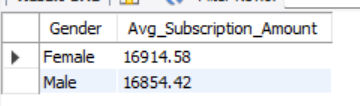 Gender Avg_Subscription_Amount
Female 16914.58
Male 16854.42